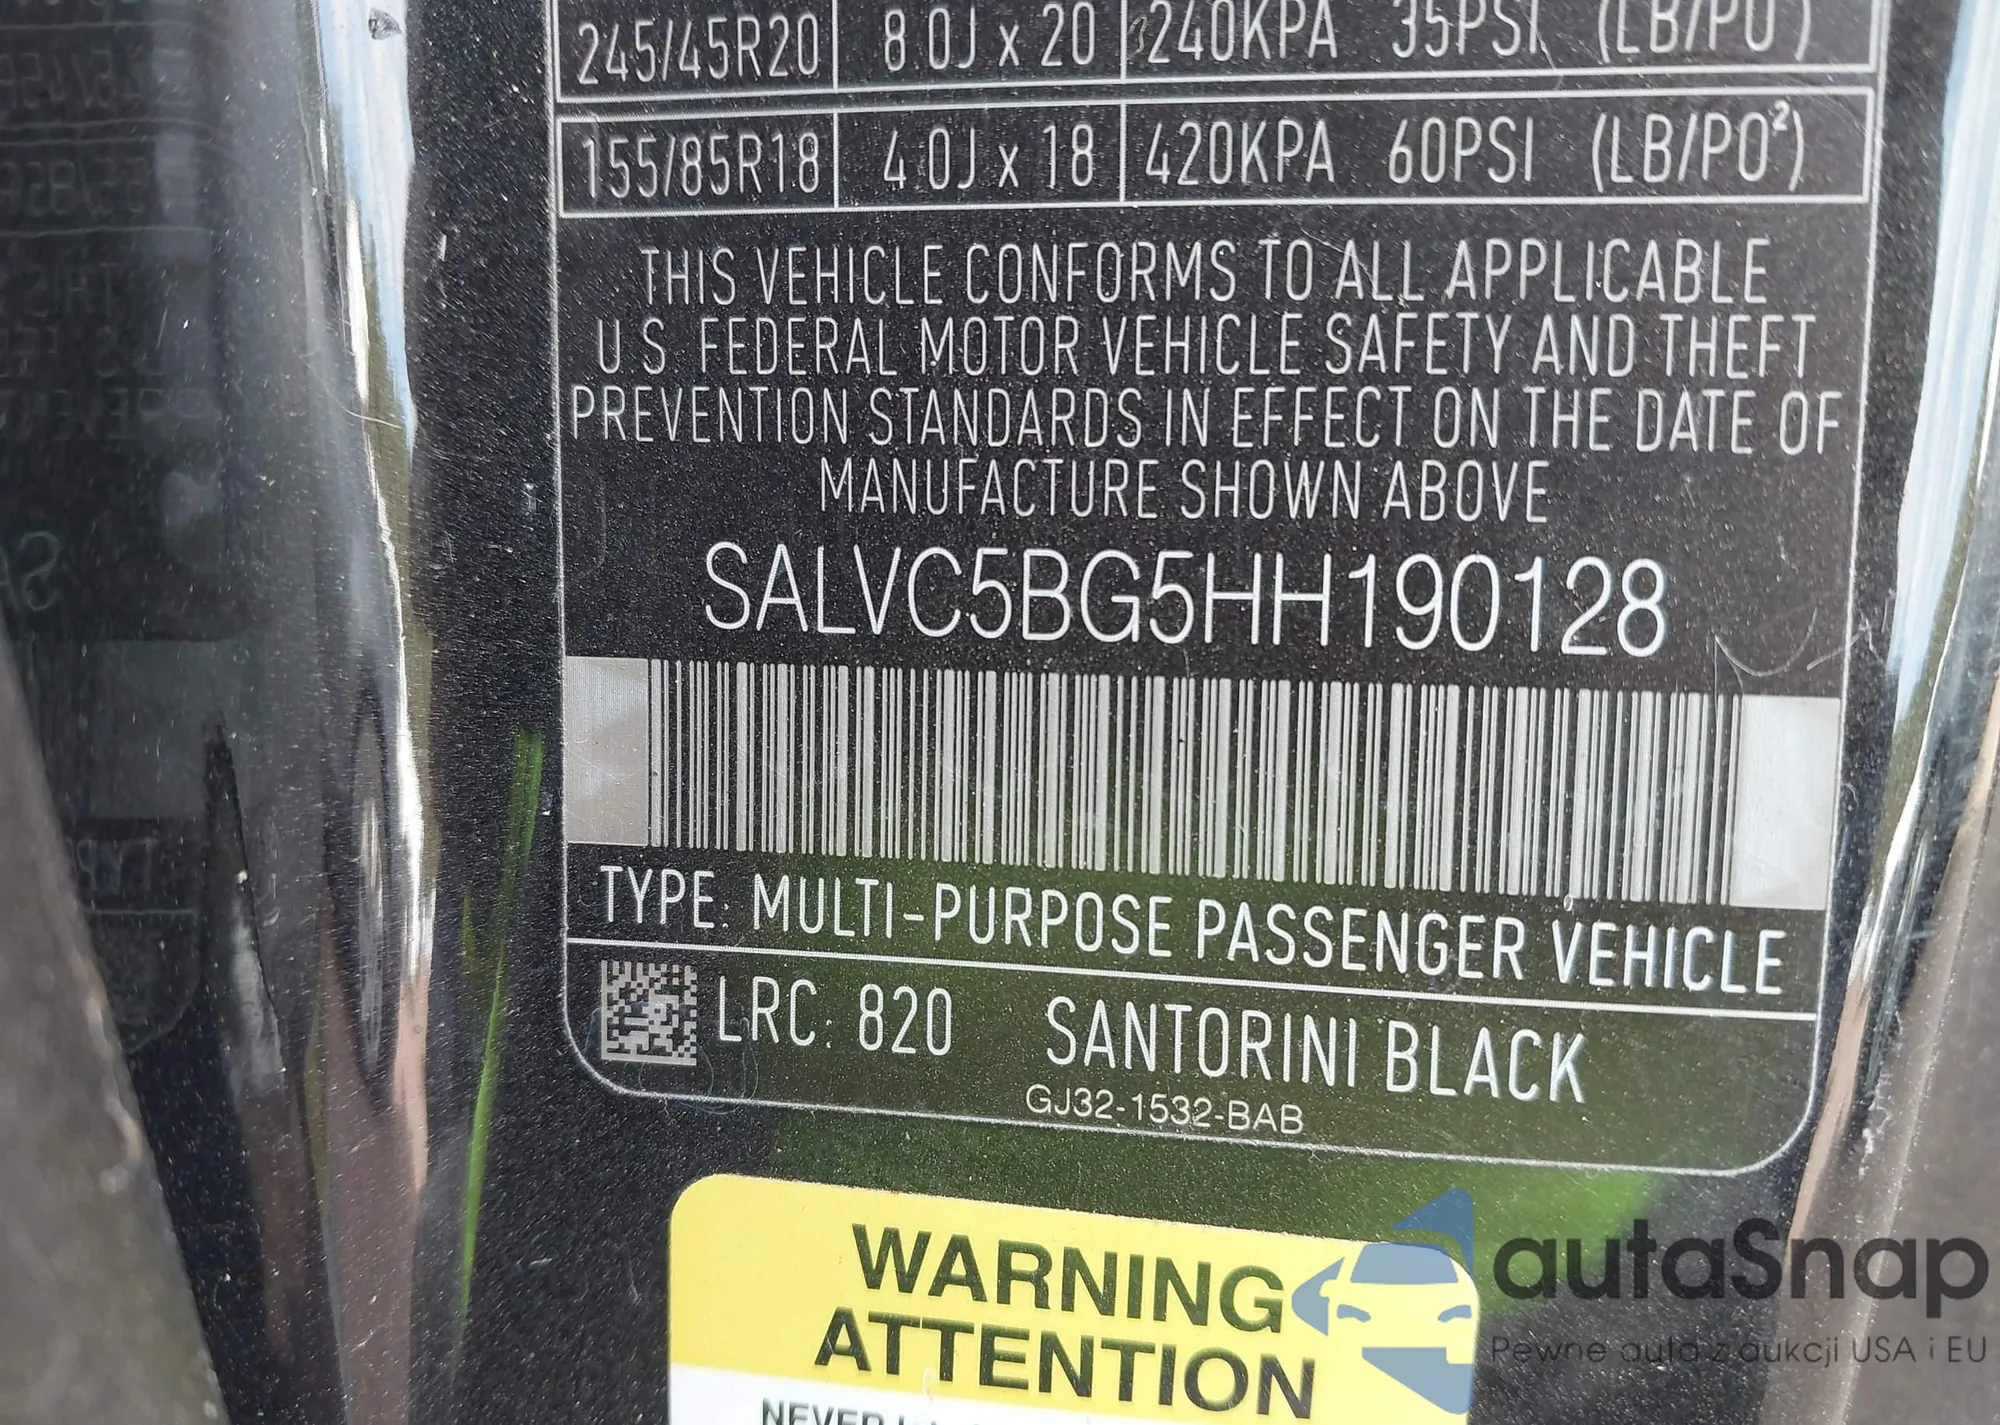 245/45R20 8.0J x 20 240KPA 35PSI (LB/PO²)
155/85R18 4.0J x 18 420KPA 60PSI (LB/PO²)
THIS VEHICLE CONFORMS TO ALL APPLICABLE
U.S. FEDERAL MOTOR VEHICLE SAFETY AND THEFT
PREVENTION STANDARDS IN EFFECT ON THE DATE OF
MANUFACTURE SHOWN ABOVE
SALVC5BG5HH190128
TYPE: MULTI-PURPOSE PASSENGER VEHICLE
LRC: 820 SANTORINI BLACK
GJ32-1532-BAB
WARNING
ATTENTION
NEVER
autaSnap
Pewne auta z aukcji USA i EU